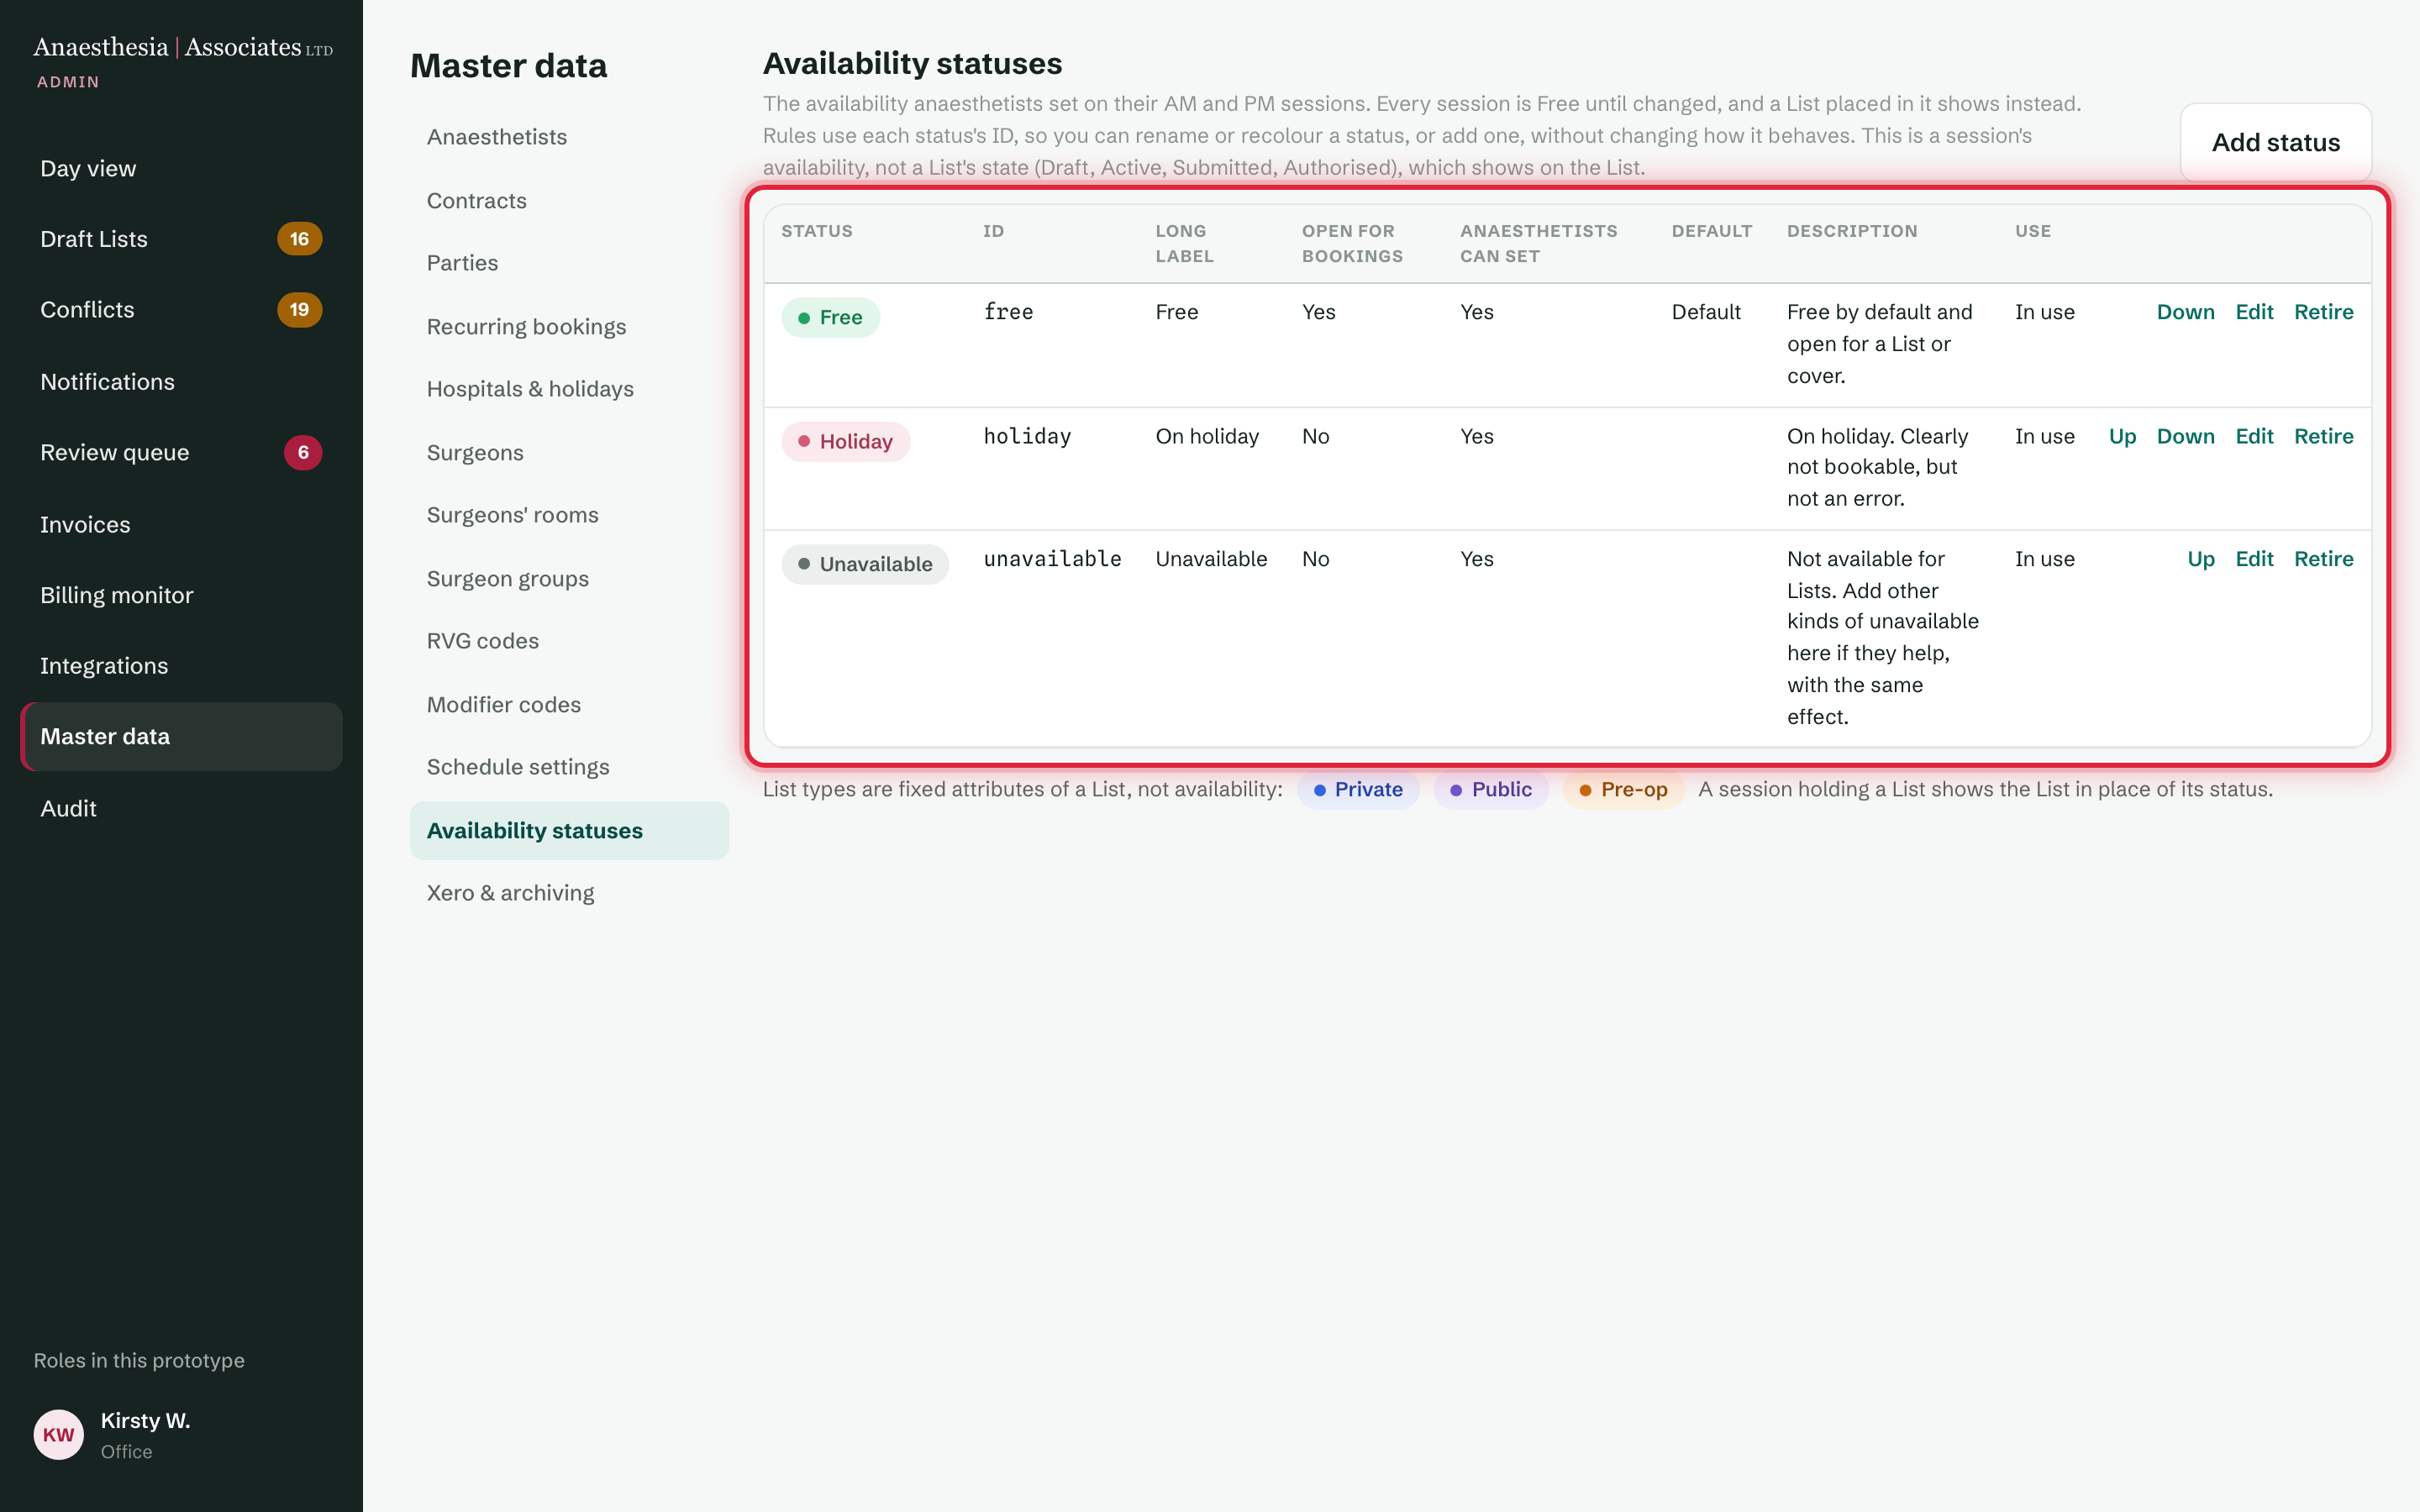 Anaesthesia | Associates LTD
ADMIN
Day view
Draft Lists 16
Conflicts 19
Notifications
Review queue 6
Invoices
Billing monitor
Integrations
Master data
Audit
Roles in this prototype
KW
Kirsty W.
Office
Master data
Anaesthetists
Contracts
Parties
Recurring bookings
Hospitals & holidays
Surgeons
Surgeons' rooms
Surgeon groups
RVG codes
Modifier codes
Schedule settings
Availability statuses
Xero & archiving
Availability statuses
The availability anaesthetists set on their AM and PM sessions. Every session is Free until changed, and a List placed in it shows instead.
Rules use each status's ID, so you can rename or recolour a status, or add one, without changing how it behaves. This is a session's
availability, not a List's state (Draft, Active, Submitted, Authorised), which shows on the List.
Add status
STATUS ID LONG LABEL OPEN FOR BOOKINGS ANAESTHETISTS CAN SET DEFAULT DESCRIPTION USE
Free free Free Yes Yes Default Free by default and In use Down Edit Retire
open for a List or
cover.
Holiday holiday On holiday No Yes On holiday. Clearly In use Up Down Edit Retire
not bookable, but
not an error.
Unavailable unavailable Unavailable No Yes Not available for In use Up Edit Retire
Lists. Add other
kinds of unavailable
here if they help,
with the same
effect.
List types are fixed attributes of a List, not availability: Private Public Pre-op A session holding a List shows the List in place of its status.